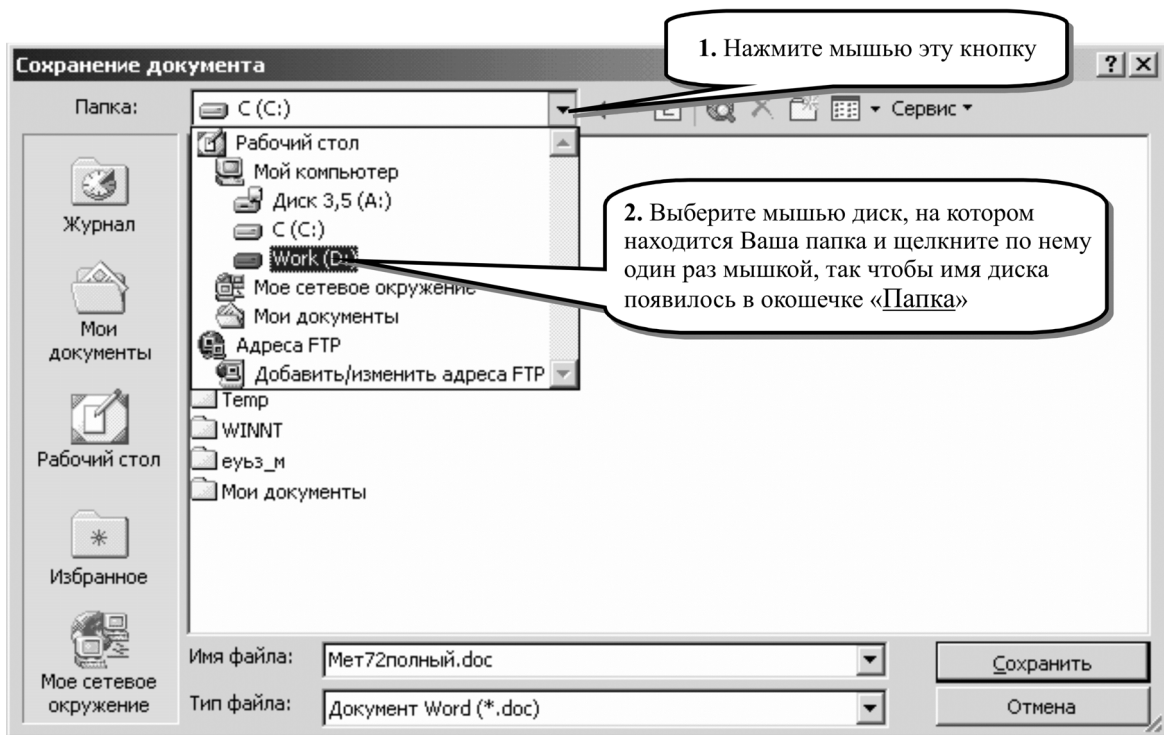 1. Нажмите мышью эту кнопку
Сохранение документа
Папка:
C (C:)
Сервис
Рабочий стол
Мой компьютер
Диск 3,5 (A:)
C (C:)
Work (D:)
Мое сетевое окружение
Мои документы
Адреса FTP
Добавить/изменить адреса FTP
2. Выберите мышью диск, на котором
находится Ваша папка и щелкните по нему
один раз мышкой, так чтобы имя диска
появилось в окошечке «Папка»
Temp
WINNT
еуьз_м
Мои документы
Журнал
Мои
документы
Рабочий стол
Избранное
Мое сетевое
окружение
Имя файла:
Мет72полный.doc
Сохранить
Тип файла:
Документ Word (*.doc)
Отмена